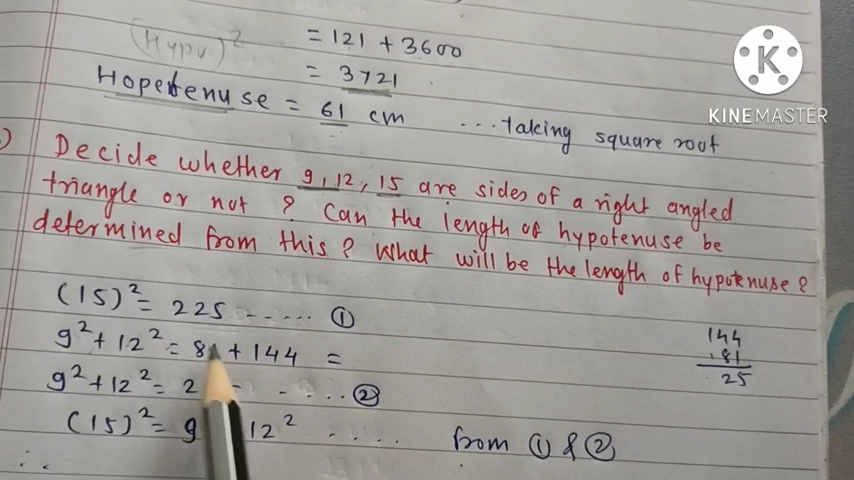 (Hypo)² = 121 + 3600
= 3721
Hopetenuse = 61 cm ...taking square root
K
KINEMASTER
) Decide whether 9, 12, 15 are sides of a right angled
triangle or not ? Can the length of hypotenuse be
determined from this ? What will be the length of hypotenuse ?
(15)² = 225 ..... ①
9² + 12² = 8 + 144 =
144
81
25
9² + 12² = 2 ... ②
(15)² = 9 12² .... from ① & ②
∴